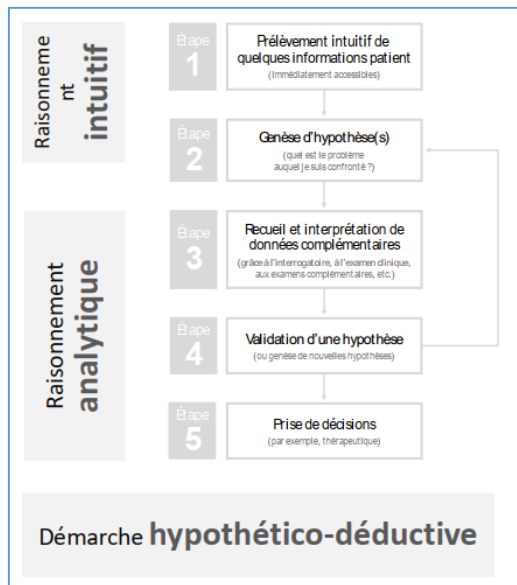 Raisonneme
nt
intuitif
Étape
1
Prélèvement intuitif de
quelques informations patient
(immédiatement accessibles)
Étape
2
Genèse d'hypothèse(s)
(quel est le problème
auquel je suis confronté ?)
Raisonnement
analytique
Étape
3
Recueil et interprétation de
données complémentaires
(grâce à l'interrogatoire, à l'examen clinique,
aux examens complémentaires, etc.)
Étape
4
Validation d'une hypothèse
(ou genèse de nouvelles hypothèses)
Étape
5
Prise de décisions
(par exemple, thérapeutique)
Démarche hypothético-déductive